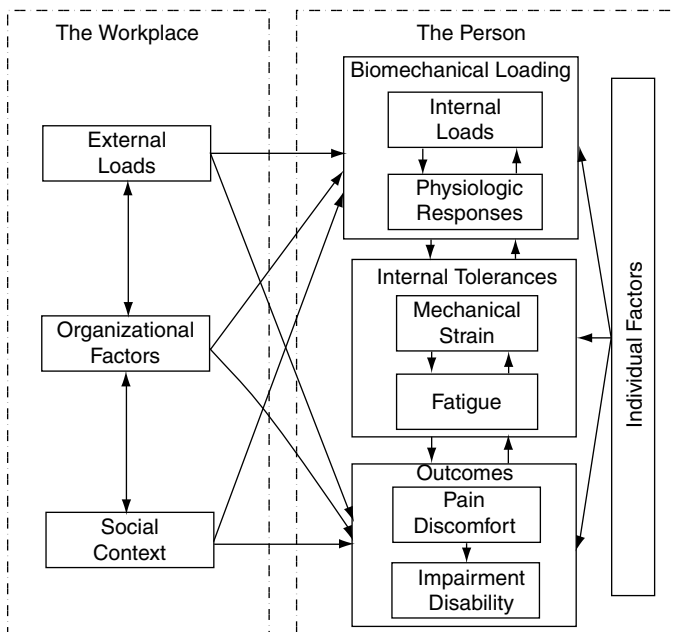 The Workplace
External
Loads
Organizational
Factors
Social
Context
The Person
Biomechanical Loading
Internal
Loads
Physiologic
Responses
Internal Tolerances
Mechanical
Strain
Fatigue
Outcomes
Pain
Discomfort
Impairment
Disability
Individual Factors